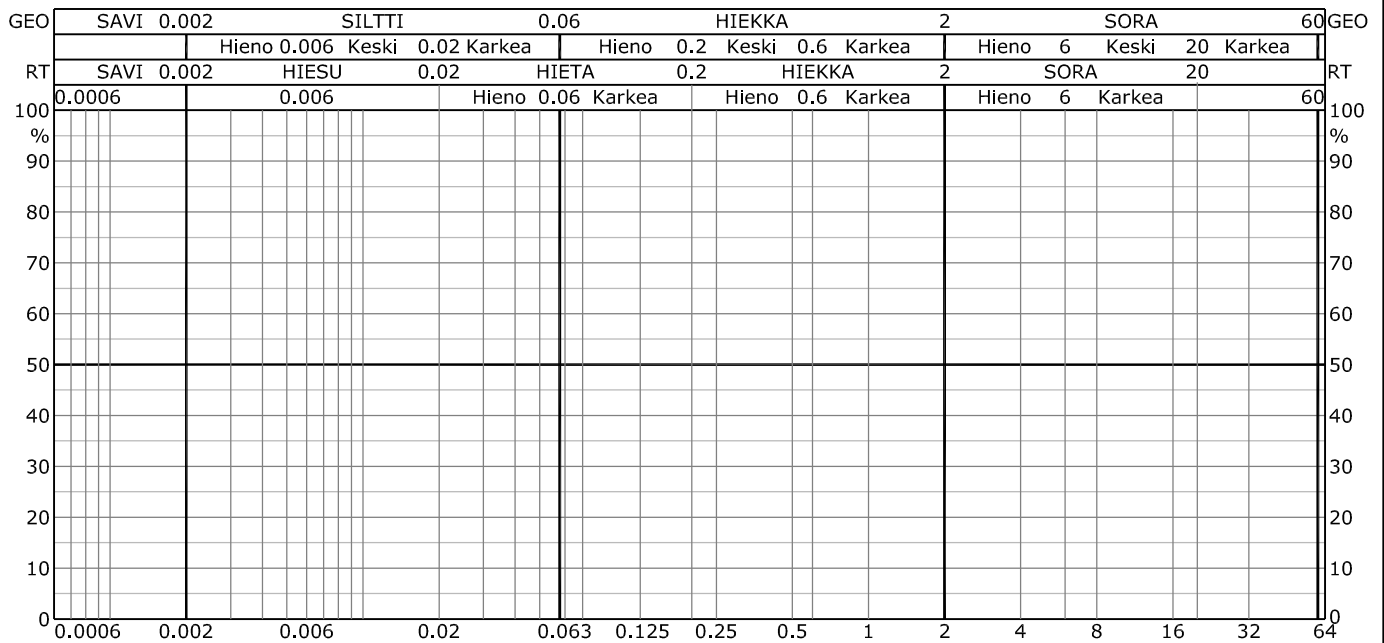 GEO SAVI 0.002 SILTTI 0.06 HIEKKA 2 SORA 60 GEO
Hieno 0.006 Keski 0.02 Karkea Hieno 0.2 Keski 0.6 Karkea Hieno 6 Keski 20 Karkea
RT SAVI 0.002 HIESU 0.02 HIETA 0.2 HIEKKA 2 SORA 20 RT
0.0006 0.006 Hieno 0.06 Karkea Hieno 0.6 Karkea Hieno 6 Karkea 60
100 100
% %
90 90
80 80
70 70
60 60
50 50
40 40
30 30
20 20
10 10
0 0
0.0006 0.002 0.006 0.02 0.063 0.125 0.25 0.5 1 2 4 8 16 32 64